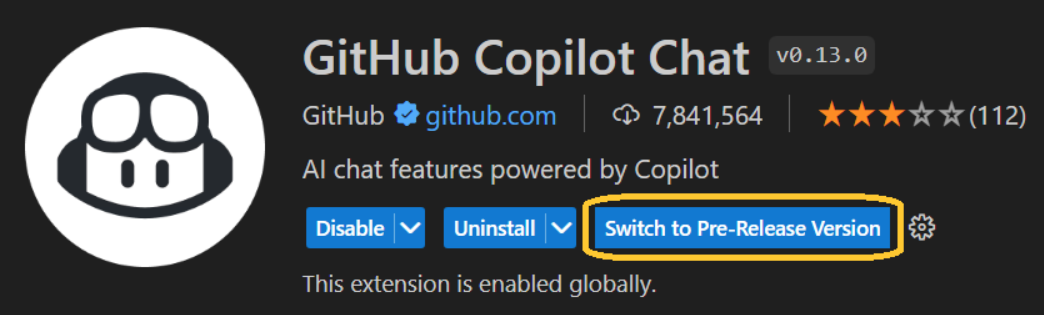 GitHub Copilot Chat v0.13.0
GitHub github.com 7,841,564 (112)
AI chat features powered by Copilot
Disable Uninstall Switch to Pre-Release Version
This extension is enabled globally.